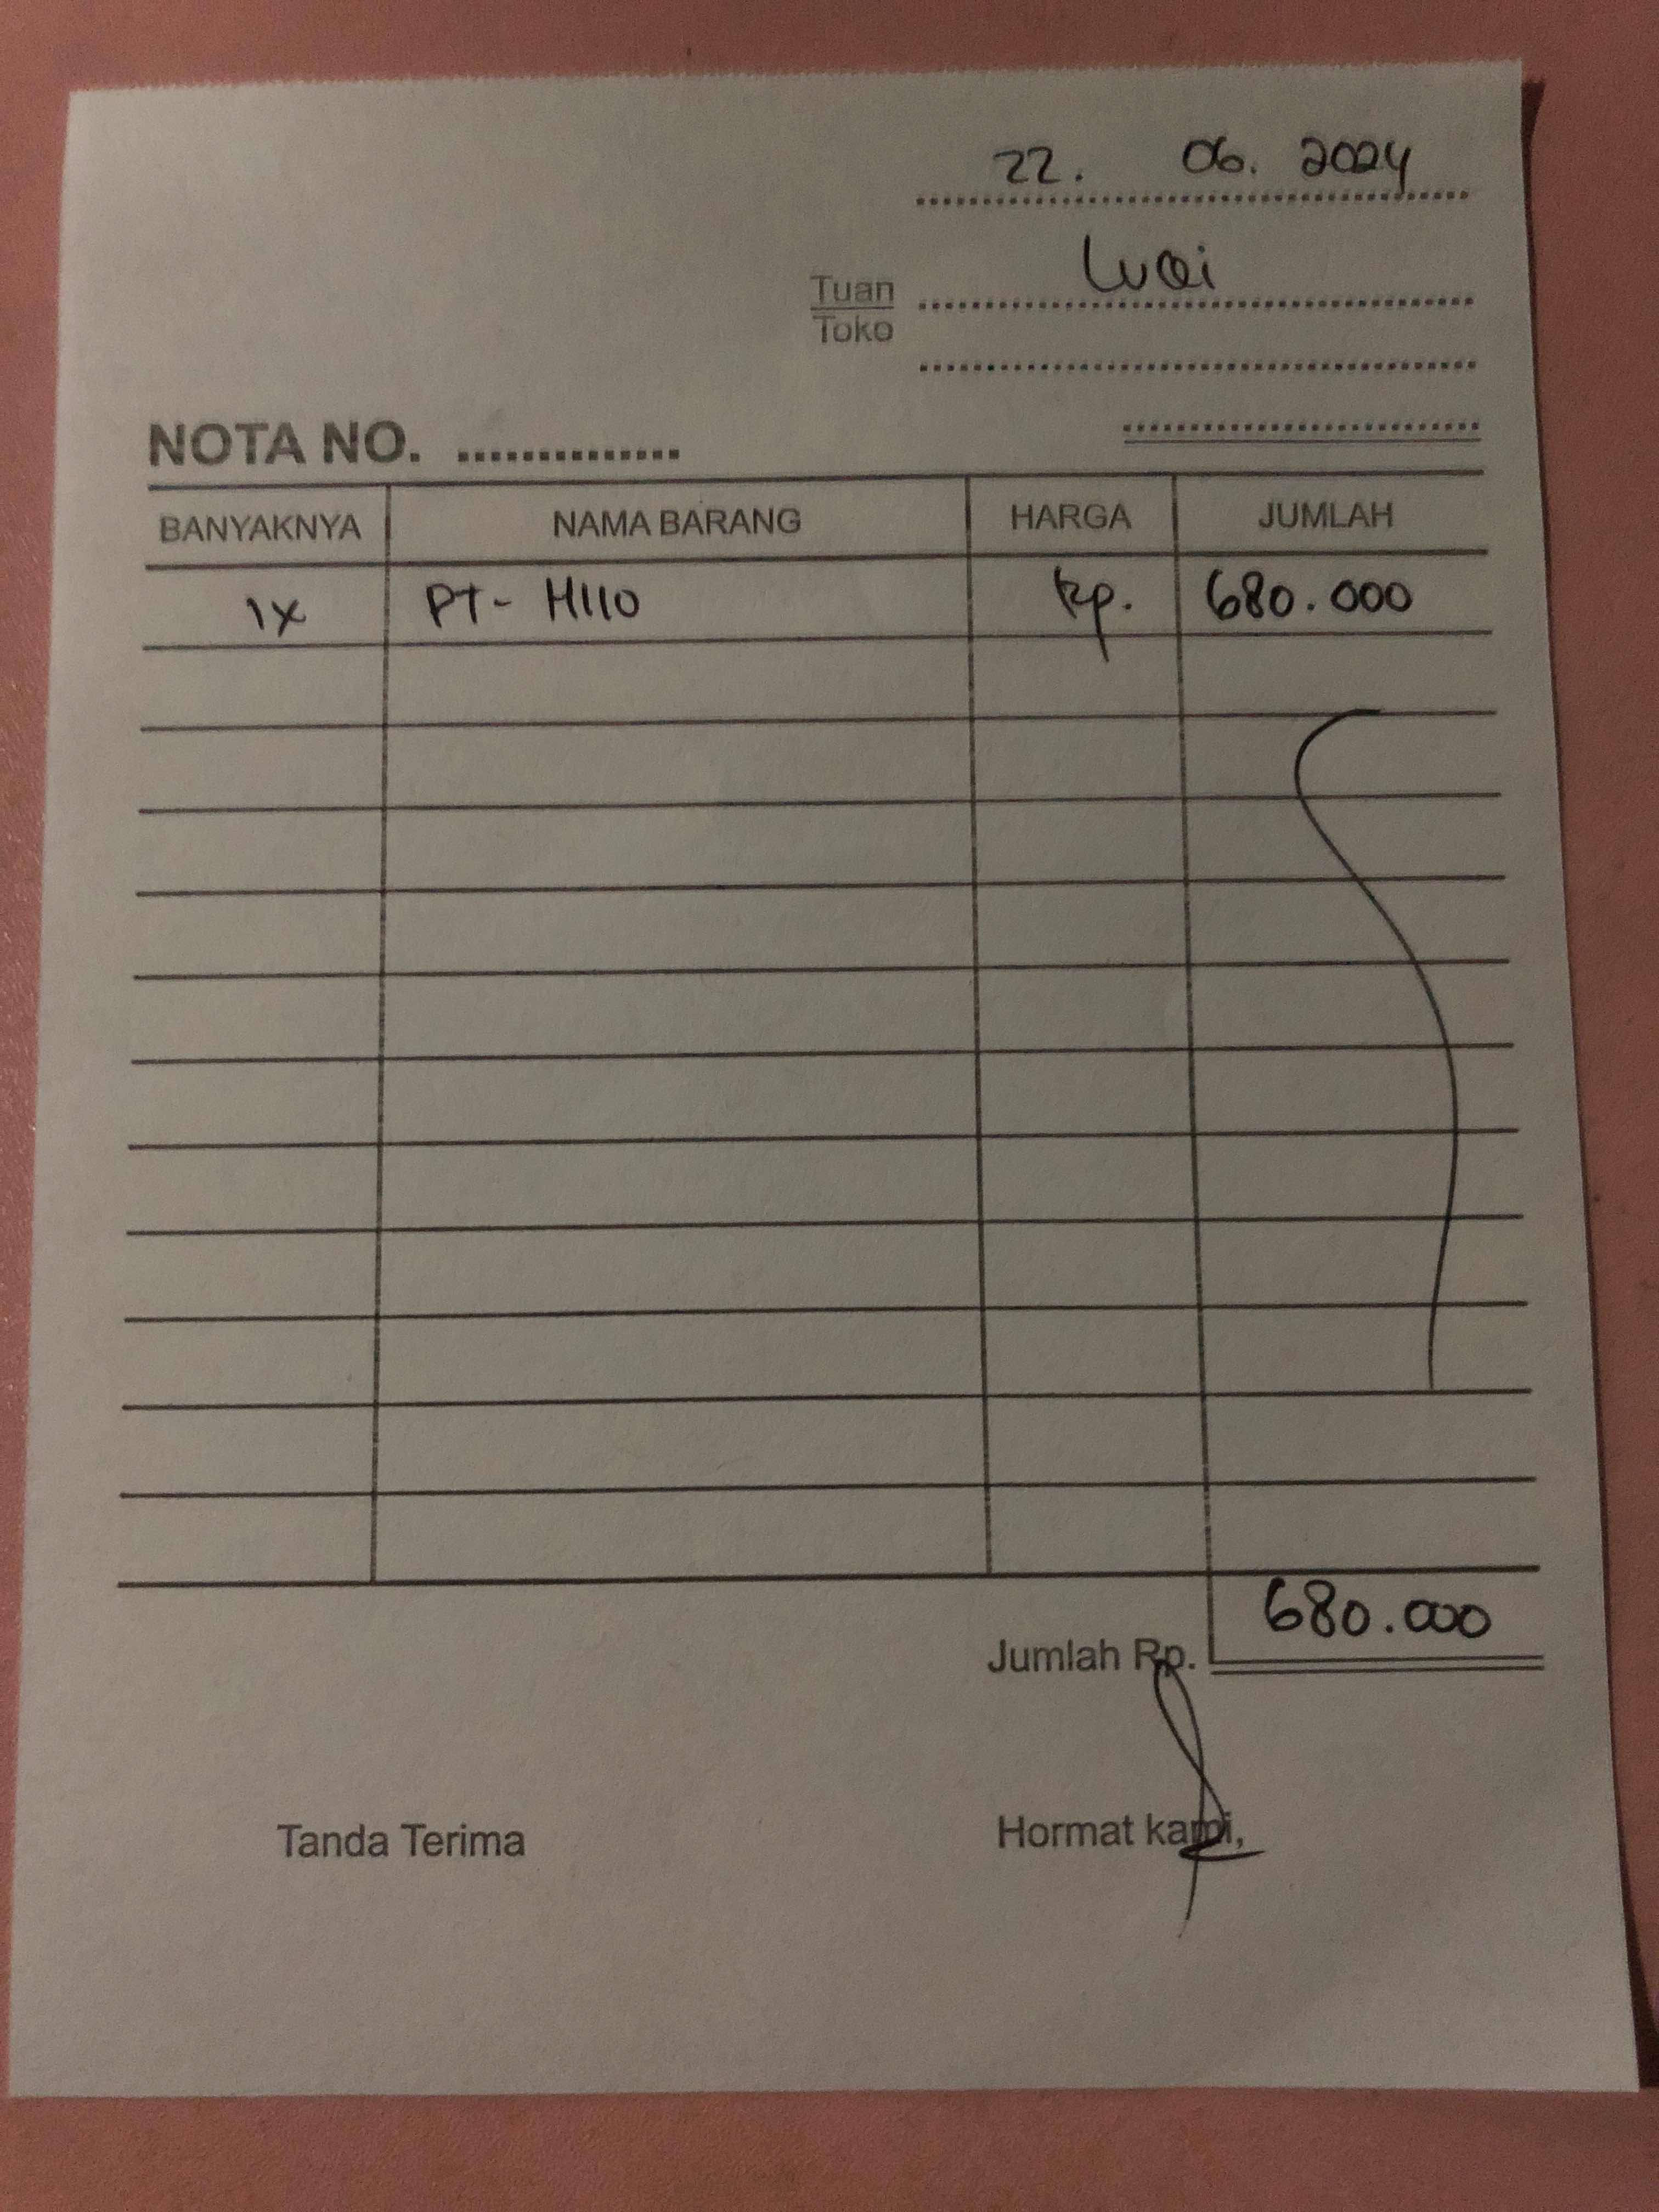 22. 06. 2024
Tuan Luqi
Toko
NOTA NO. ..............
BANYAKNYA NAMA BARANG HARGA JUMLAH
1x PT- H110 Rp. 680.000
680.000
Jumlah Rp.
Tanda Terima Hormat kami,